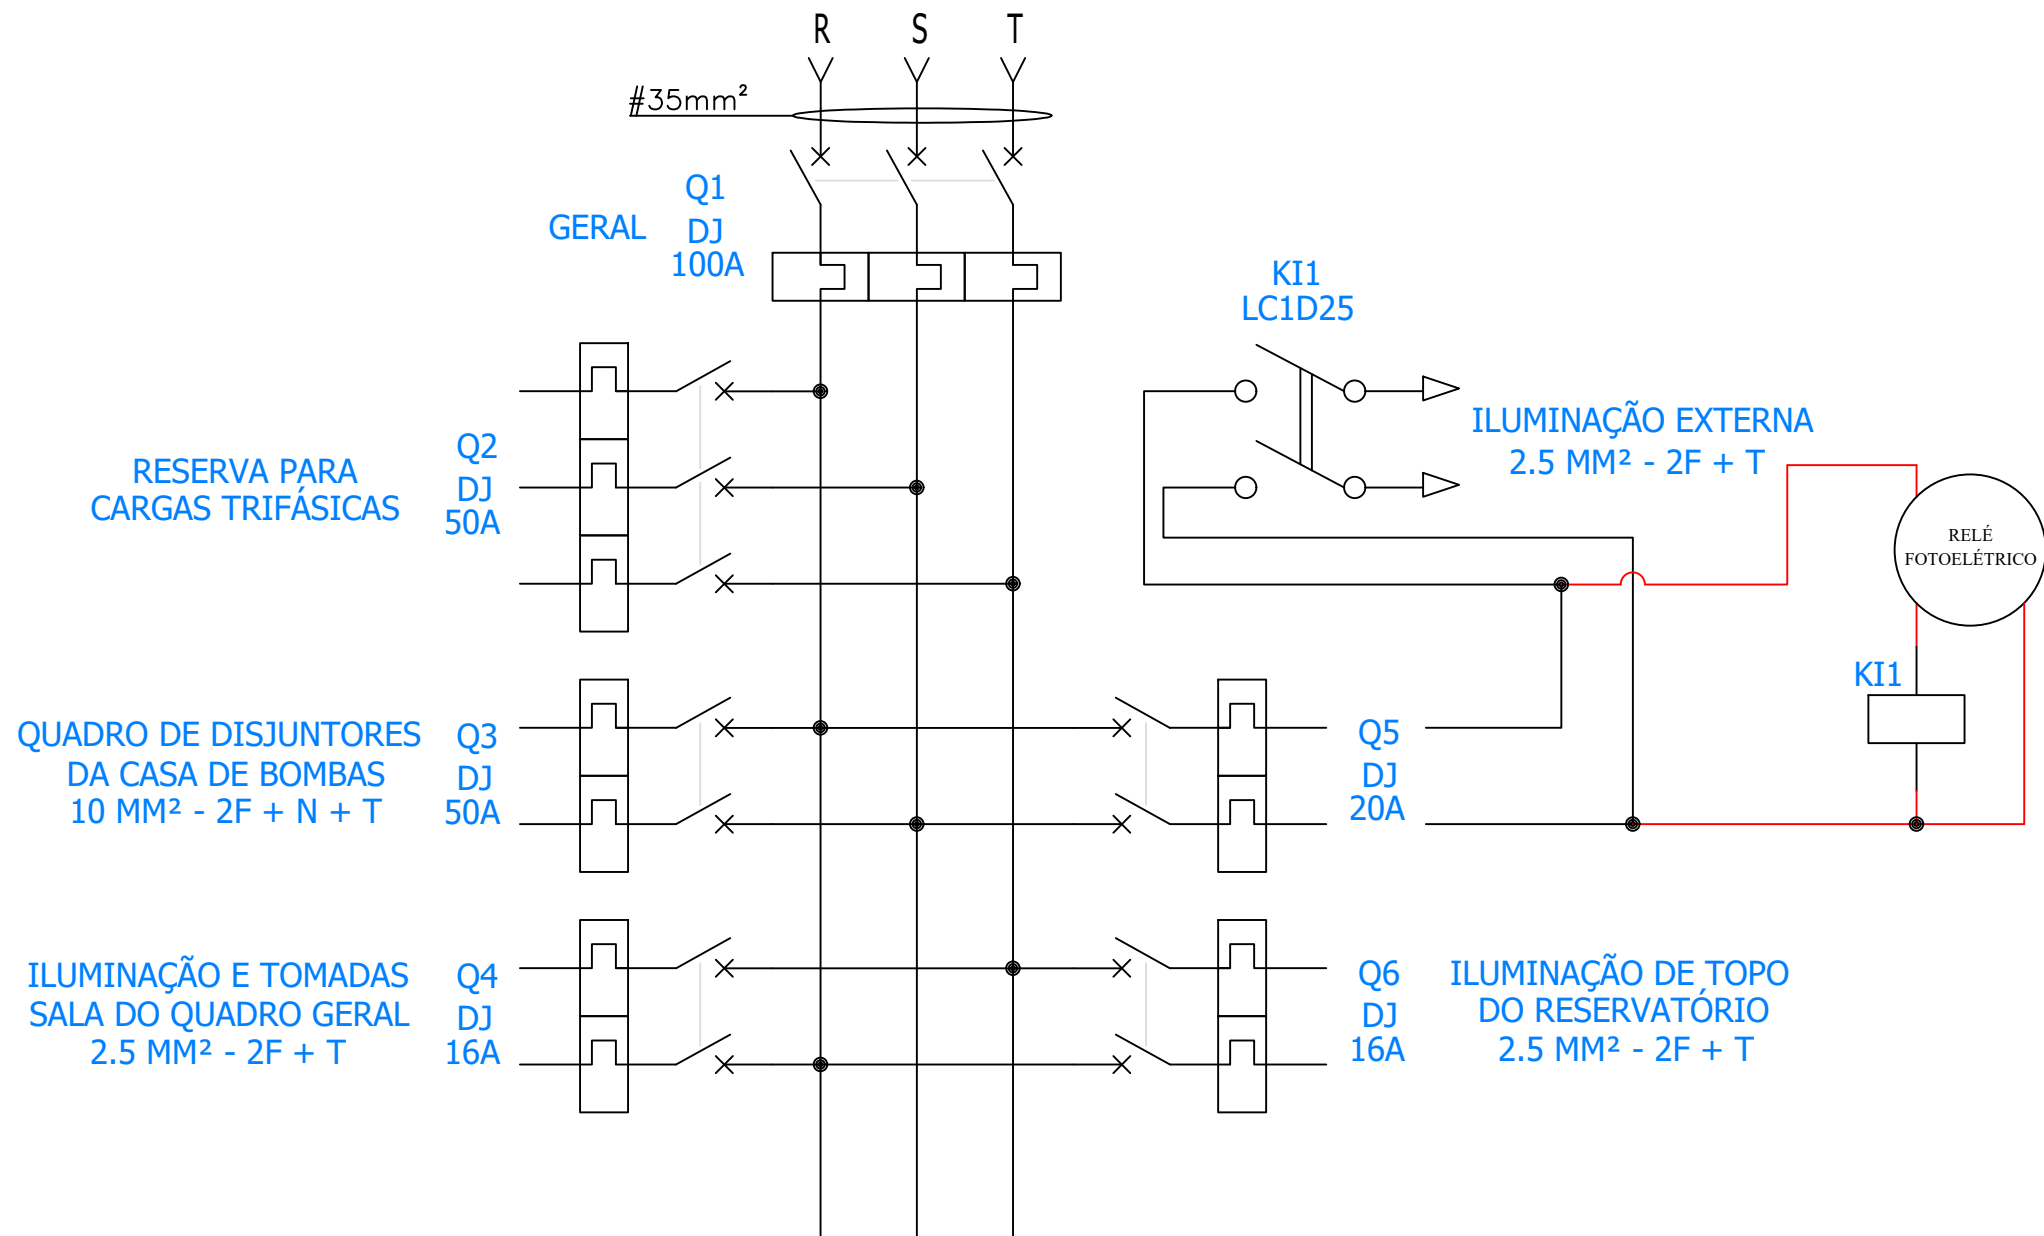 R S T
#35mm²
Q1
GERAL DJ
100A
KI1
LC1D25
ILUMINAÇÃO EXTERNA
2.5 MM² - 2F + T
RESERVA PARA
CARGAS TRIFÁSICAS
Q2
DJ
50A
RELÉ
FOTOELÉTRICO
KI1
QUADRO DE DISJUNTORES
DA CASA DE BOMBAS
10 MM² - 2F + N + T
Q3
DJ
50A
Q5
DJ
20A
ILUMINAÇÃO E TOMADAS
SALA DO QUADRO GERAL
2.5 MM² - 2F + T
Q4
DJ
16A
Q6
DJ
16A
ILUMINAÇÃO DE TOPO
DO RESERVATÓRIO
2.5 MM² - 2F + T